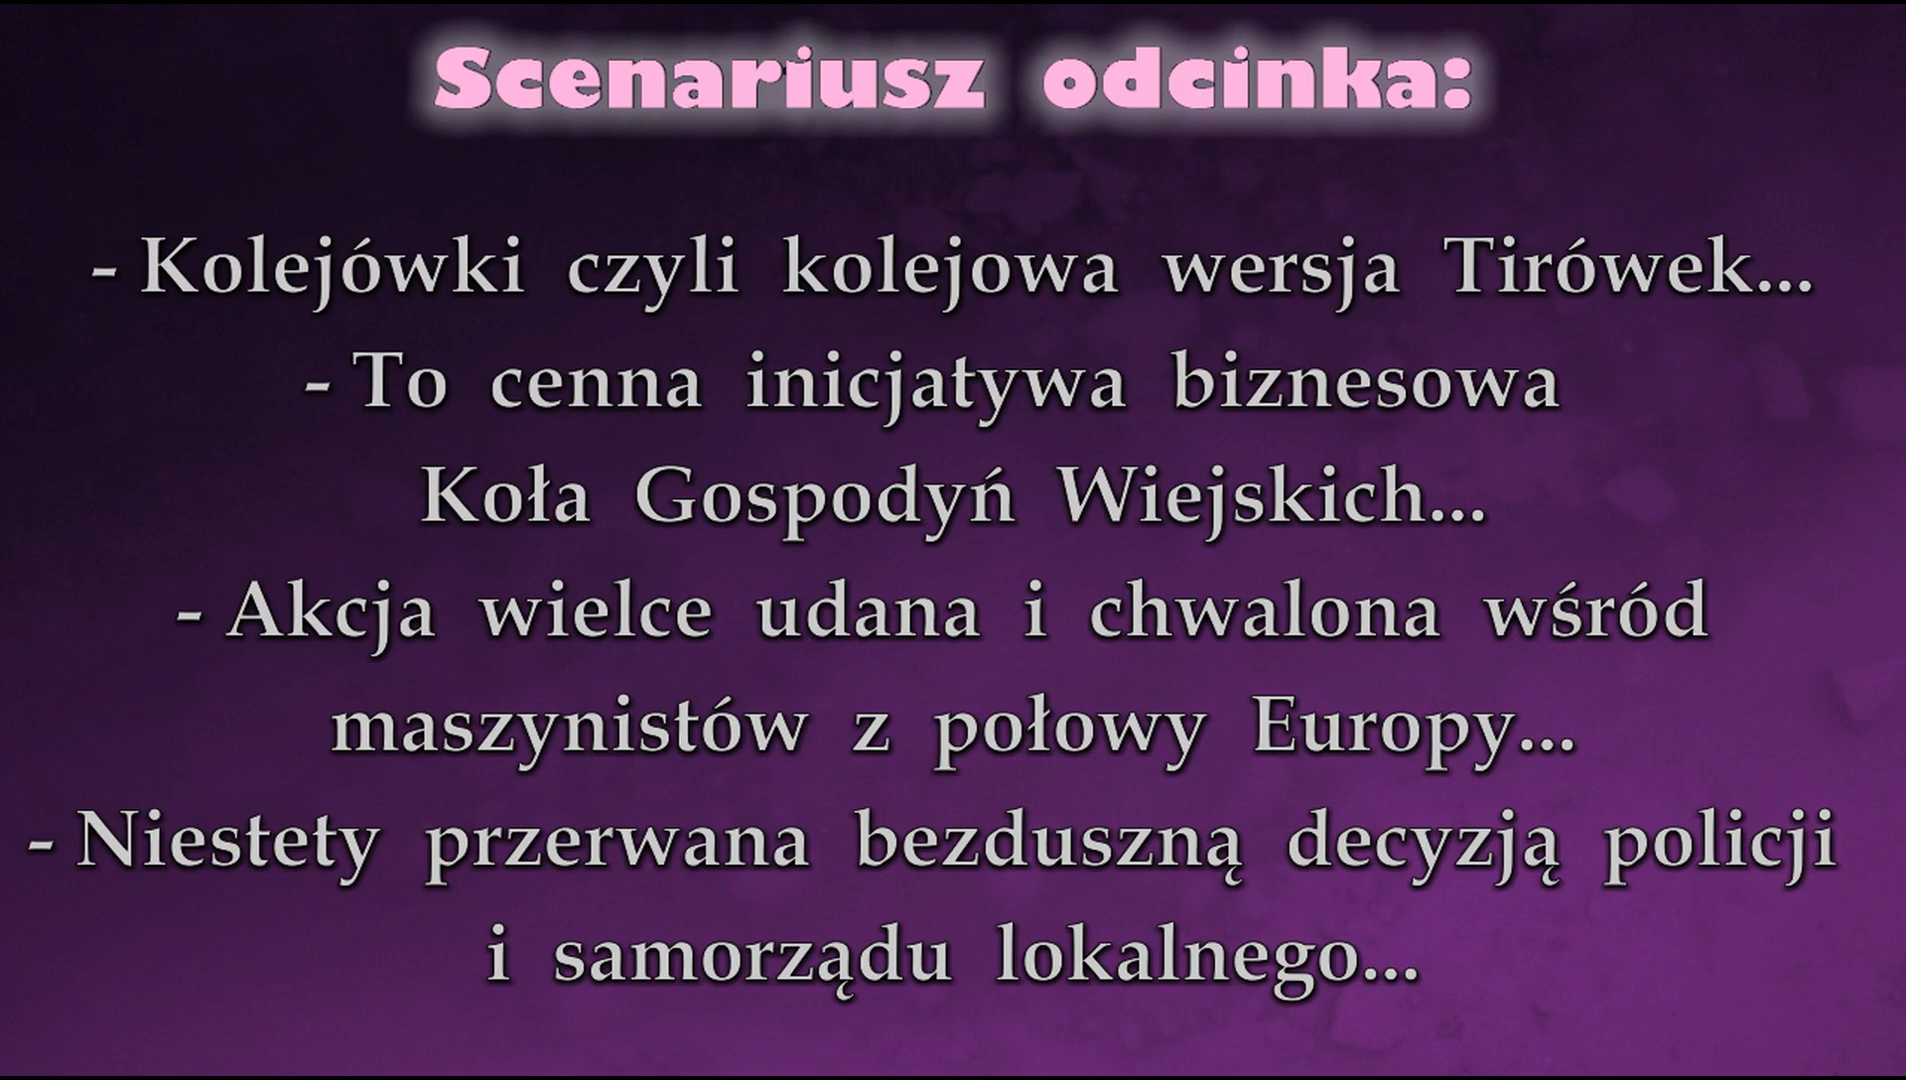 Scenariusz odcinka:
- Kolejówki czyli kolejowa wersja Tirówek...
- To cenna inicjatywa biznesowa
Koła Gospodyń Wiejskich...
- Akcja wielce udana i chwalona wśród
maszynistów z połowy Europy...
- Niestety przerwana bezduszną decyzją policji
i samorządu lokalnego...